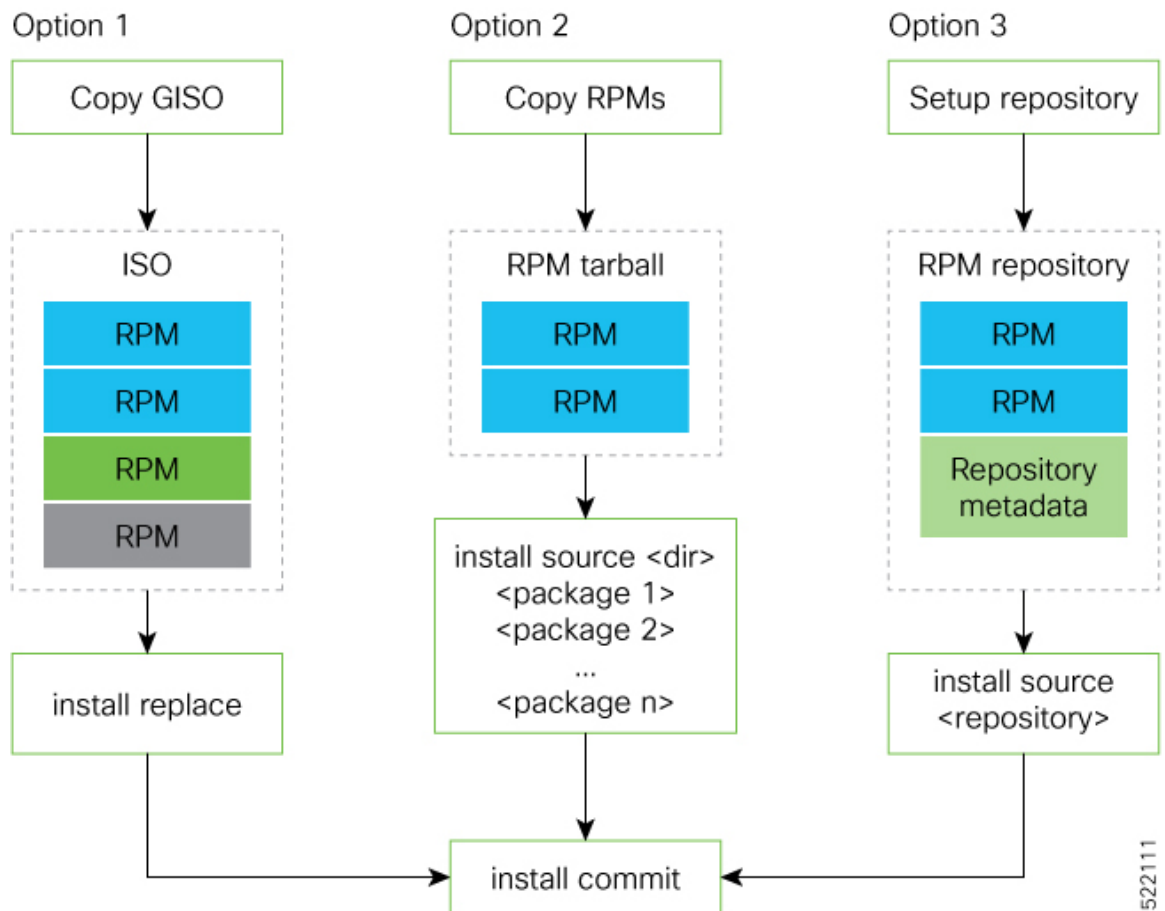 Option 1
Copy GISO
ISO
RPM
RPM
RPM
RPM
install replace
Option 2
Copy RPMs
RPM tarball
RPM
RPM
install source <dir>
<package 1>
<package 2>
...
<package n>
Option 3
Setup repository
RPM repository
RPM
RPM
Repository
metadata
install source
<repository>
install commit
522111